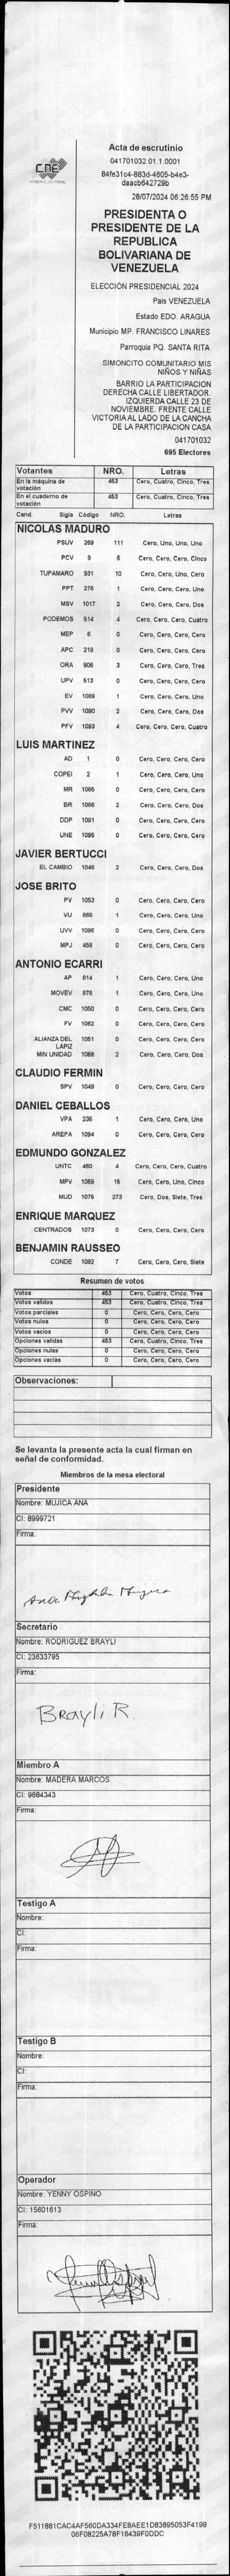 CNE
Acta de escrutinio
041701032.01.1.0001
84fe31c4-883d-4605-b4e3-
daacb642729b
28/07/2024 06:26:55 PM
PRESIDENTA O
PRESIDENTE DE LA
REPUBLICA
BOLIVARIANA DE
VENEZUELA
ELECCIÓN PRESIDENCIAL 2024
Pais VENEZUELA
Estado EDO. ARAGUA
Municipio MP. FRANCISCO LINARES
Parroquia PQ. SANTA RITA
SIMONCITO COMUNITARIO MIS
NIÑOS Y NIÑAS
BARRIO LA PARTICIPACION
DERECHA CALLE LIBERTADOR.
IZQUIERDA CALLE 23 DE
NOVIEMBRE. FRENTE CALLE
VICTORIA AL LADO DE LA CANCHA
DE LA PARTICIPACION CASA
041701032
695 Electores
Votantes NRO. Letras
En la máquina de votación 453 Cero, Cuatro, Cinco, Tres
En el cuaderno de votación 453 Cero, Cuatro, Cinco, Tres
Cand. Sigla Código NRO. Letras
NICOLAS MADURO
PSUV 269 111 Cero, Uno, Uno, Uno
PCV 9 5 Cero, Cero, Cero, Cinco
TUPAMARO 931 10 Cero, Cero, Uno, Cero
PPT 276 1 Cero, Cero, Cero, Uno
MSV 1017 2 Cero, Cero, Cero, Dos
PODEMOS 514 4 Cero, Cero, Cero, Cuatro
MEP 6 0 Cero, Cero, Cero, Cero
APC 219 0 Cero, Cero, Cero, Cero
ORA 906 3 Cero, Cero, Cero, Tres
UPV 513 0 Cero, Cero, Cero, Cero
EV 1089 1 Cero, Cero, Cero, Uno
PVV 1090 2 Cero, Cero, Cero, Dos
PFV 1093 4 Cero, Cero, Cero, Cuatro
LUIS MARTINEZ
AD 1 0 Cero, Cero, Cero, Cero
COPEI 2 1 Cero, Cero, Cero, Uno
MR 1065 0 Cero, Cero, Cero, Cero
BR 1066 2 Cero, Cero, Cero, Dos
DDP 1091 0 Cero, Cero, Cero, Cero
UNE 1095 0 Cero, Cero, Cero, Cero
JAVIER BERTUCCI
EL CAMBIO 1048 2 Cero, Cero, Cero, Dos
JOSE BRITO
PV 1053 0 Cero, Cero, Cero, Cero
VU 969 1 Cero, Cero, Cero, Uno
UVV 1096 0 Cero, Cero, Cero, Cero
MPJ 458 0 Cero, Cero, Cero, Cero
ANTONIO ECARRI
AP 814 1 Cero, Cero, Cero, Uno
MOVEV 878 1 Cero, Cero, Cero, Uno
CMC 1050 0 Cero, Cero, Cero, Cero
FV 1062 0 Cero, Cero, Cero, Cero
ALIANZA DEL LAPIZ 1051 0 Cero, Cero, Cero, Cero
MIN UNIDAD 1068 2 Cero, Cero, Cero, Dos
CLAUDIO FERMIN
SPV 1049 0 Cero, Cero, Cero, Cero
DANIEL CEBALLOS
VPA 236 1 Cero, Cero, Cero, Uno
AREPA 1094 0 Cero, Cero, Cero, Cero
EDMUNDO GONZALEZ
UNTC 460 4 Cero, Cero, Cero, Cuatro
MPV 1069 15 Cero, Cero, Uno, Cinco
MUD 1075 273 Cero, Dos, Siete, Tres
ENRIQUE MARQUEZ
CENTRADOS 1073 0 Cero, Cero, Cero, Cero
BENJAMIN RAUSSEO
CONDE 1092 7 Cero, Cero, Cero, Siete
Resumen de votos
Votos 453 Cero, Cuatro, Cinco, Tres
Votos validos 453 Cero, Cuatro, Cinco, Tres
Votos parciales 0 Cero, Cero, Cero, Cero
Votos nulos 0 Cero, Cero, Cero, Cero
Votos vacios 0 Cero, Cero, Cero, Cero
Opciones validas 453 Cero, Cuatro, Cinco, Tres
Opciones nulas 0 Cero, Cero, Cero, Cero
Opciones vacias 0 Cero, Cero, Cero, Cero
Observaciones:
Se levanta la presente acta la cual firman en
señal de conformidad.
Miembros de la mesa electoral
Presidente
Nombre: MUJICA ANA
CI: 8999721
Firma:
Secretario
Nombre: RODRIGUEZ BRAYLI
CI: 23633795
Firma:
BRAyli R.
Miembro A
Nombre: MADERA MARCOS
CI: 9684343
Firma:
Testigo A
Nombre:
CI:
Firma:
Testigo B
Nombre:
CI:
Firma:
Operador
Nombre: YENNY OSPINO
CI: 15601613
Firma:
F511881CAC4AF560DA334FE8AEE1D83895053F4198
06F08225A78F16439F0DDC